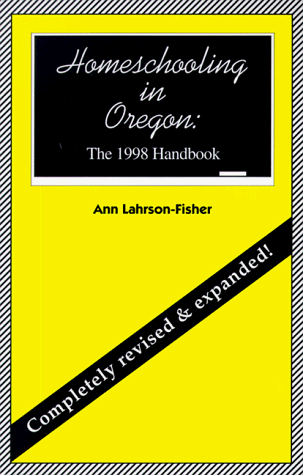 Homeschooling
in
Oregon:
The 1998 Handbook
Ann Lahrson-Fisher
Completely revised & expanded!